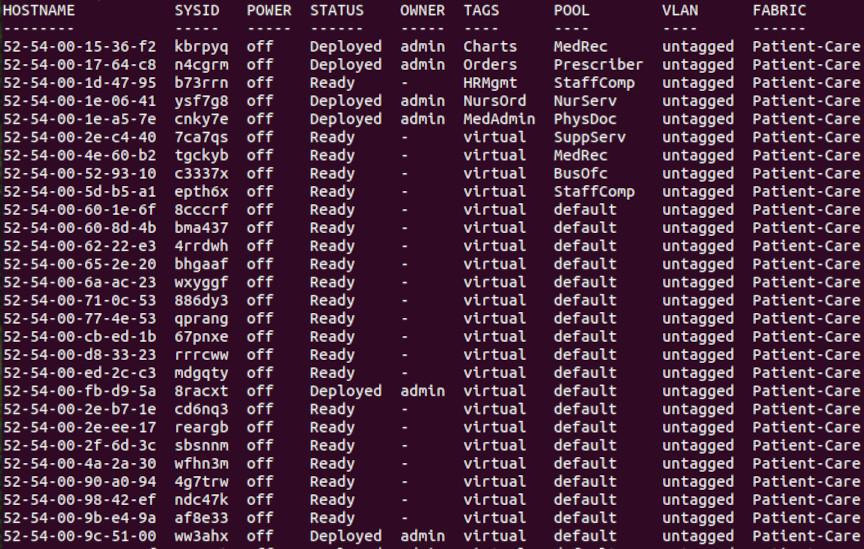 HOSTNAME SYSID POWER STATUS OWNER TAGS POOL VLAN FABRIC
-------- ----- ----- ------ ----- ---- ---- ---- ------
52-54-00-15-36-f2 kbrpyq off Deployed admin Charts MedRec untagged Patient-Care
52-54-00-17-64-c8 n4cgrm off Deployed admin Orders Prescriber untagged Patient-Care
52-54-00-1d-47-95 b73rrn off Ready - HRMgmt StaffComp untagged Patient-Care
52-54-00-1e-06-41 ysf7g8 off Deployed admin NursOrd NurServ untagged Patient-Care
52-54-00-1e-a5-7e cnky7e off Deployed admin MedAdmin PhysDoc untagged Patient-Care
52-54-00-2e-c4-40 7ca7qs off Ready - virtual SuppServ untagged Patient-Care
52-54-00-4e-60-b2 tgckyb off Ready - virtual MedRec untagged Patient-Care
52-54-00-52-93-10 c3337x off Ready - virtual BusOfc untagged Patient-Care
52-54-00-5d-b5-a1 epth6x off Ready - virtual StaffComp untagged Patient-Care
52-54-00-60-1e-6f 8cccrf off Ready - virtual default untagged Patient-Care
52-54-00-60-8d-4b bma437 off Ready - virtual default untagged Patient-Care
52-54-00-62-22-e3 4rrdwh off Ready - virtual default untagged Patient-Care
52-54-00-65-2e-20 bhgaaf off Ready - virtual default untagged Patient-Care
52-54-00-6a-ac-23 wxyggf off Ready - virtual default untagged Patient-Care
52-54-00-71-0c-53 886dy3 off Ready - virtual default untagged Patient-Care
52-54-00-77-4e-53 qprang off Ready - virtual default untagged Patient-Care
52-54-00-cb-ed-1b 67pnxe off Ready - virtual default untagged Patient-Care
52-54-00-d8-33-23 rrrcww off Ready - virtual default untagged Patient-Care
52-54-00-ed-2c-c3 mdgqty off Ready - virtual default untagged Patient-Care
52-54-00-fb-d9-5a 8racxt off Deployed admin virtual default untagged Patient-Care
52-54-00-2e-b7-1e cd6nq3 off Ready - virtual default untagged Patient-Care
52-54-00-2e-ee-17 reargb off Ready - virtual default untagged Patient-Care
52-54-00-2f-6d-3c sbsnnm off Ready - virtual default untagged Patient-Care
52-54-00-4a-2a-30 wfhn3m off Ready - virtual default untagged Patient-Care
52-54-00-90-a0-94 4g7trw off Ready - virtual default untagged Patient-Care
52-54-00-98-42-ef ndc47k off Ready - virtual default untagged Patient-Care
52-54-00-9b-e4-9a af8e33 off Ready - virtual default untagged Patient-Care
52-54-00-9c-51-00 ww3ahx off Deployed admin virtual default untagged Patient-Care